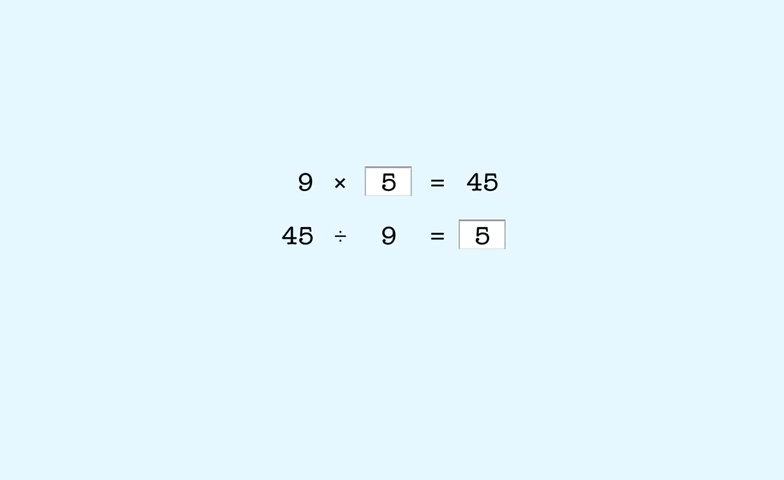 9 × 5 = 45
45 ÷ 9 = 5